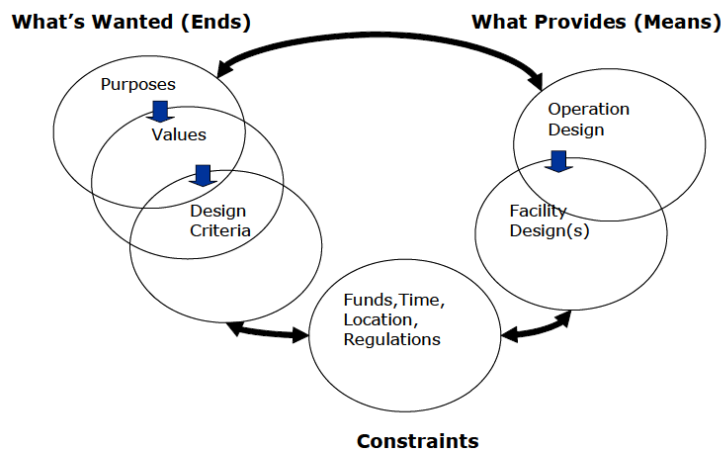 What's Wanted (Ends)
What Provides (Means)
Purposes
Values
Design
Criteria
Operation
Design
Facility
Design(s)
Funds,Time,
Location,
Regulations
Constraints